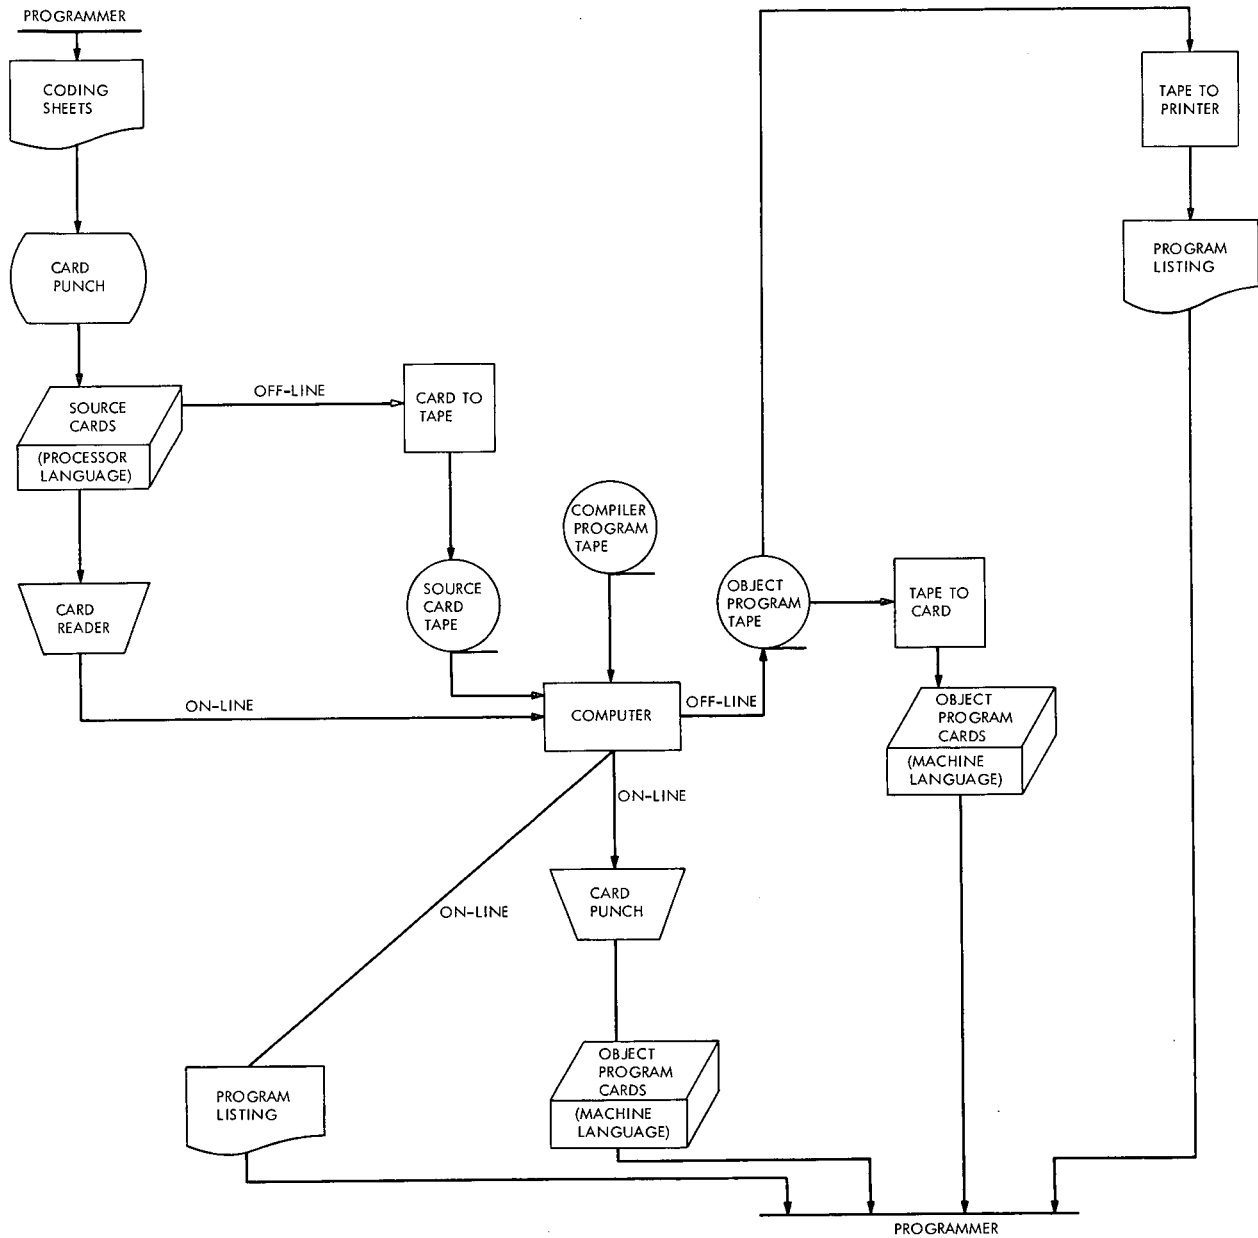 PROGRAMMER
CODING
SHEETS
TAPE TO
PRINTER
CARD
PUNCH
PROGRAM
LISTING
SOURCE
CARDS
(PROCESSOR
LANGUAGE)
OFF-LINE
CARD TO
TAPE
COMPILER
PROGRAM
TAPE
CARD
READER
SOURCE
CARD
TAPE
OBJECT
PROGRAM
TAPE
TAPE TO
CARD
ON-LINE
COMPUTER
OFF-LINE
OBJECT
PROGRAM
CARDS
(MACHINE
LANGUAGE)
ON-LINE
ON-LINE
CARD
PUNCH
PROGRAM
LISTING
OBJECT
PROGRAM
CARDS
(MACHINE
LANGUAGE)
PROGRAMMER